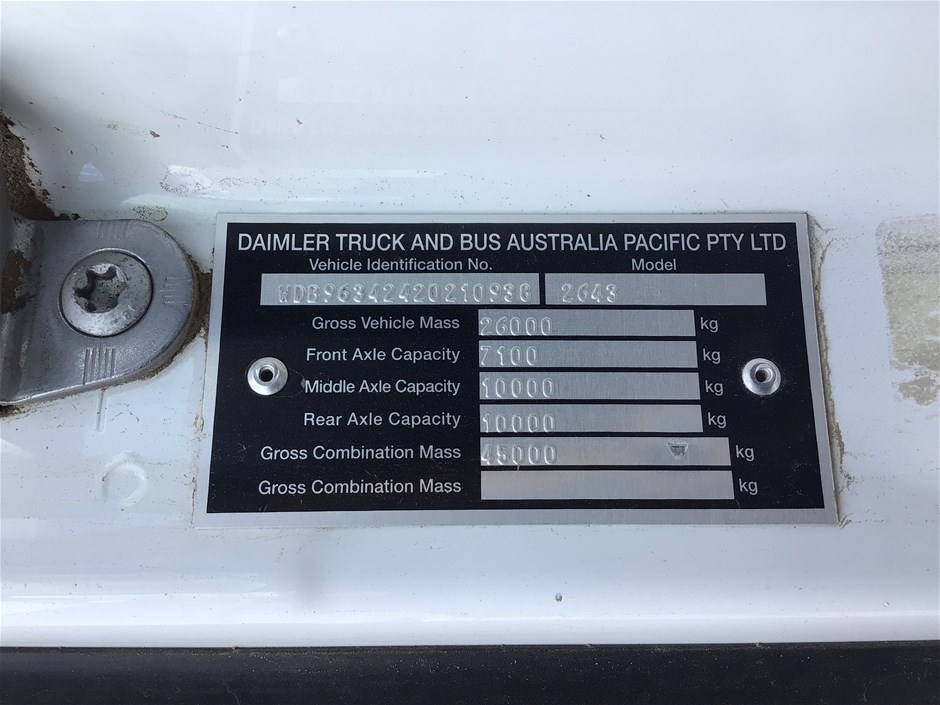 DAIMLER TRUCK AND BUS AUSTRALIA PACIFIC PTY LTD
Vehicle Identification No. Model
WDB96342420210938 2643
Gross Vehicle Mass 26000 kg
Front Axle Capacity 7100 kg
Middle Axle Capacity 10000 kg
Rear Axle Capacity 10000 kg
Gross Combination Mass 45000 kg
Gross Combination Mass kg